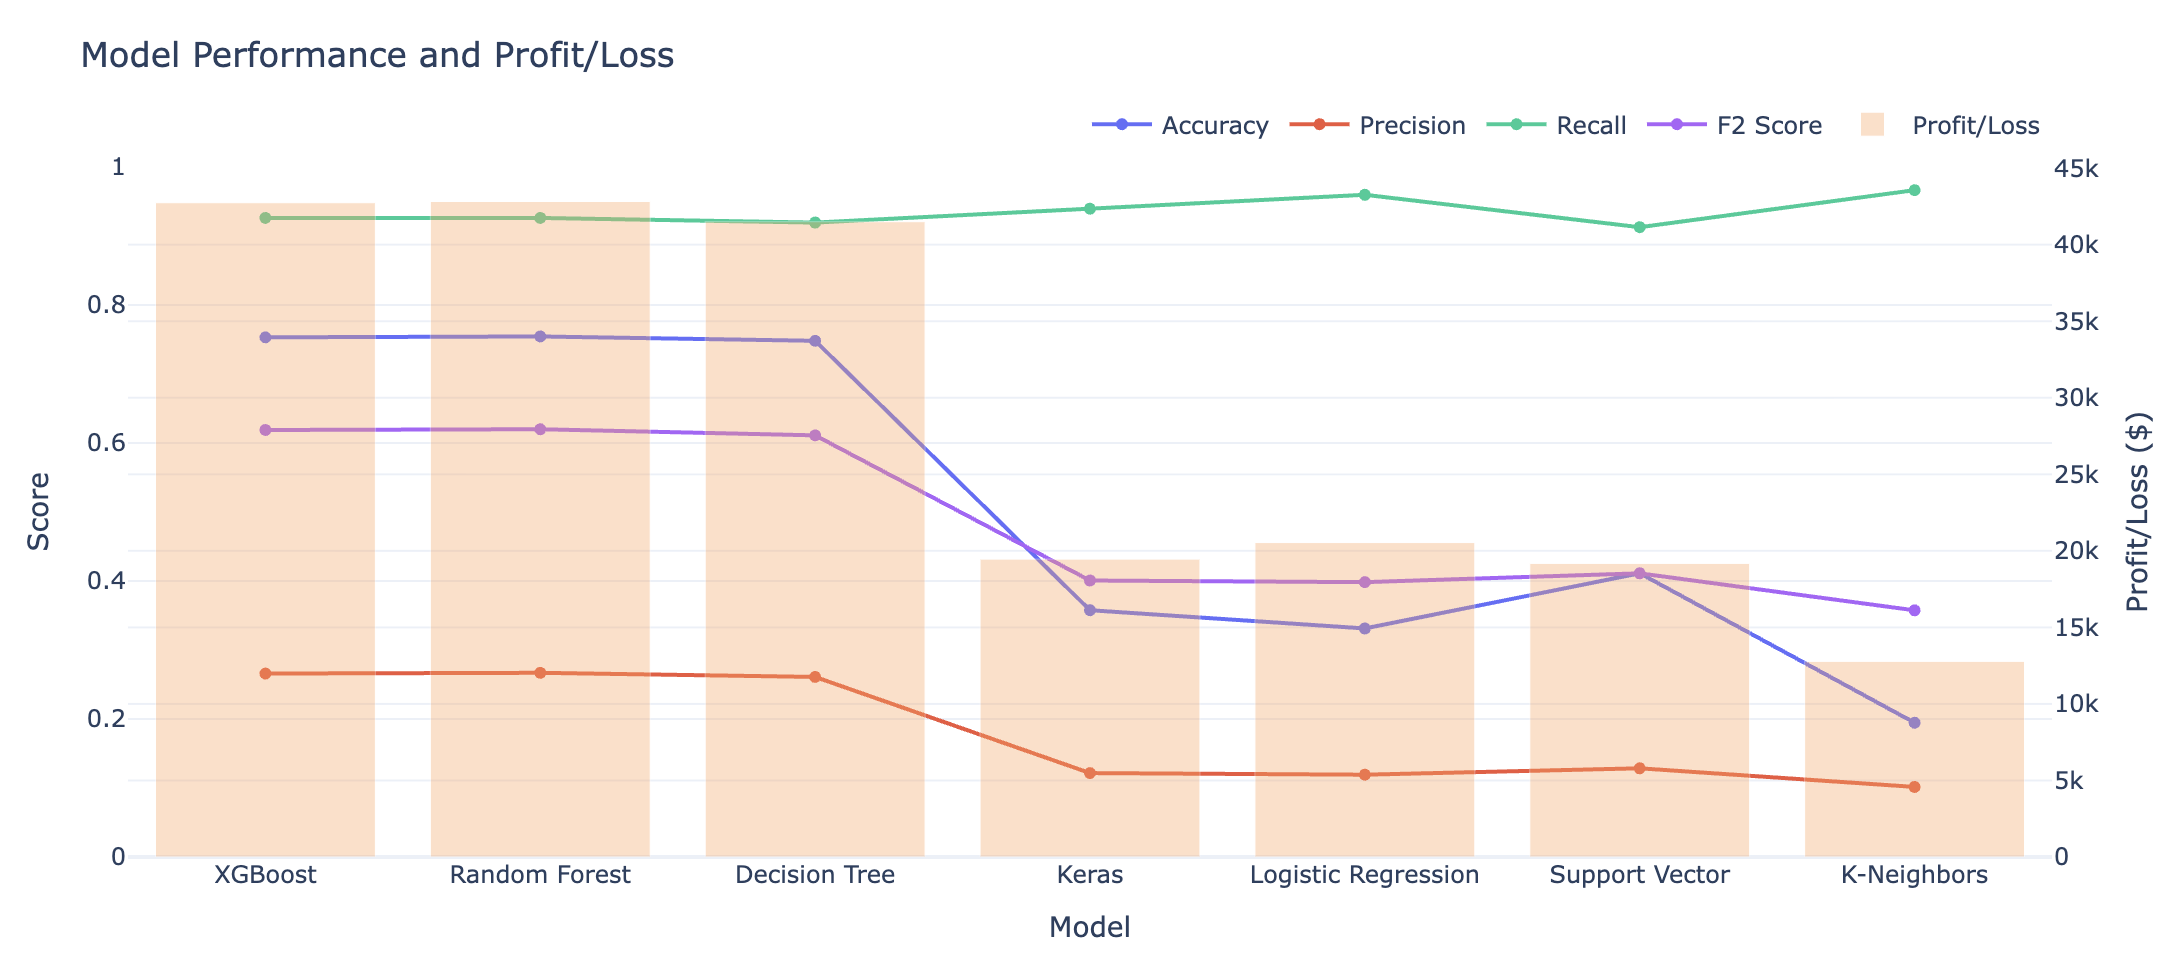 Model Performance and Profit/Loss
Accuracy Precision Recall F2 Score Profit/Loss
1
0.8
0.6
0.4
0.2
0
Score
45k
40k
35k
30k
25k
20k
15k
10k
5k
0
Profit/Loss ($)
XGBoost Random Forest Decision Tree Keras Logistic Regression Support Vector K-Neighbors
Model